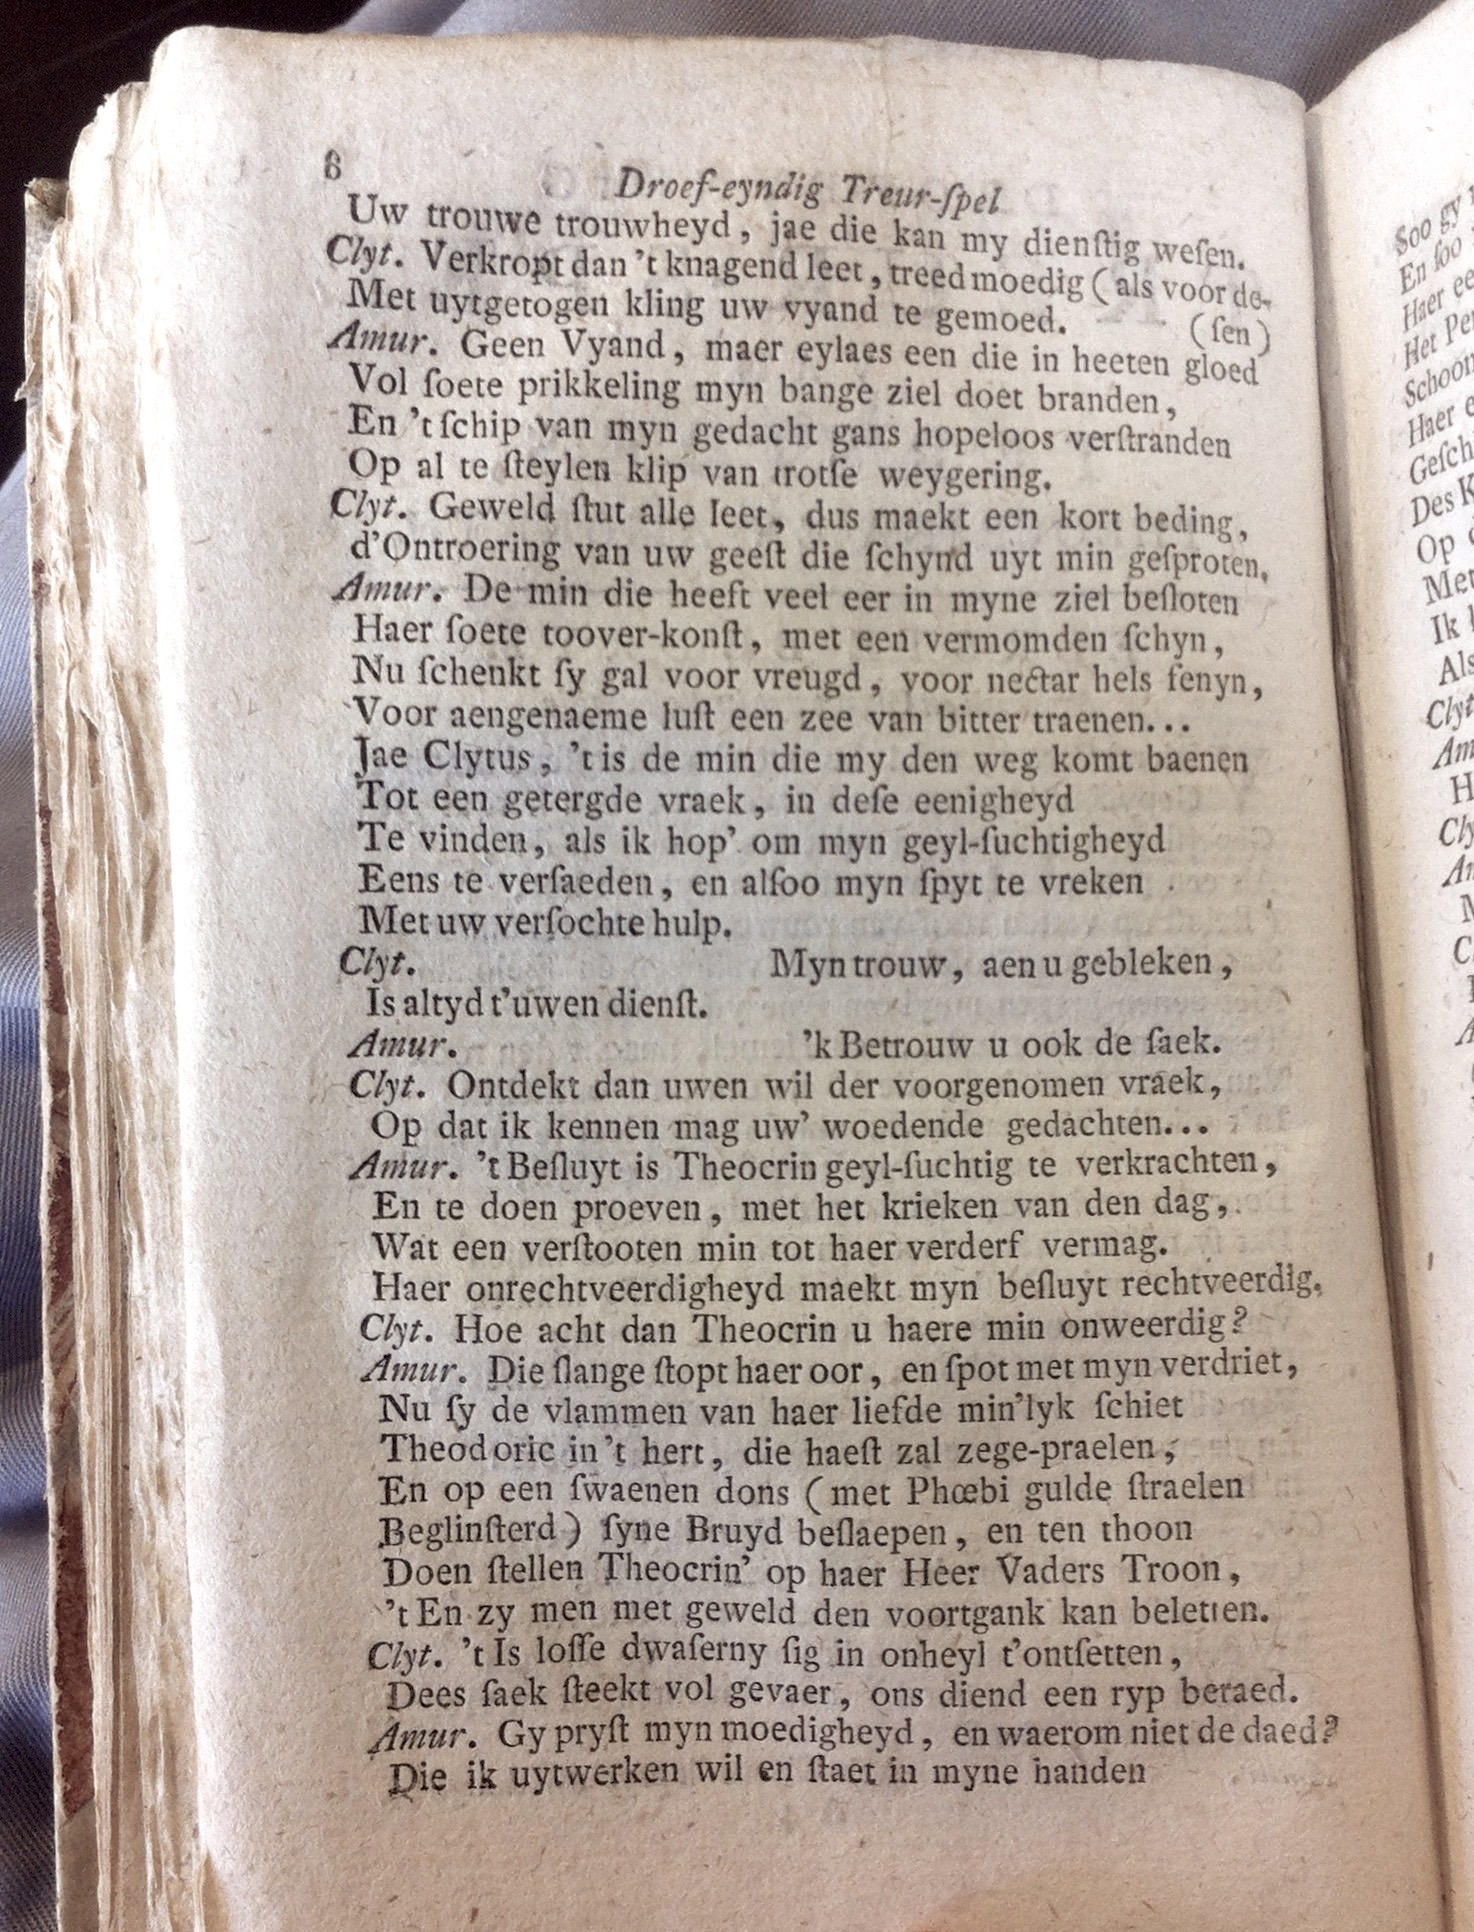 8
Droef-eyndig Treur-ſpel
Uw trouwe trouwheyd, jae die kan my dienſtig weſen.
Clyt. Verkropt dan 't knagend leet, treed moedig (als voor de-
Met uytgetogen kling uw vyand te gemoed. (ſen)
Amur. Geen Vyand, maer eylaes een die in heeten gloed
Vol ſoete prikkeling myn bange ziel doet branden,
En 't ſchip van myn gedacht gans hopeloos verſtranden
Op al te ſteylen klip van trotſe weygering.
Clyt. Geweld ſtut alle leet, dus maekt een kort beding,
d'Ontroering van uw geeſt die ſchynd uyt min geſproten.
Amur. De min die heeft veel eer in myne ziel beſloten
Haer ſoete toover-konſt, met een vermomden ſchyn,
Nu ſchenkt ſy gal voor vreugd, voor nectar hels fenyn,
Voor aengenaeme luſt een zee van bitter traenen...
Jae Clytus, 't is de min die my den weg komt baenen
Tot een getergde vraek, in deſe eenigheyd
Te vinden, als ik hop' om myn geyl-ſuchtigheyd
Eens te verſaeden, en alſoo myn ſpyt te vreken
Met uw verſochte hulp.
Clyt. Myn trouw, aen u gebleken,
Is altyd t'uwen dienſt.
Amur. 'k Betrouw u ook de ſaek.
Clyt. Ontdekt dan uwen wil der voorgenomen vraek,
Op dat ik kennen mag uw' woedende gedachten...
Amur. 't Beſluyt is Theocrin geyl-ſuchtig te verkrachten,
En te doen proeven, met het krieken van den dag,
Wat een verſtooten min tot haer verderf vermag.
Haer onrechtveerdigheyd maekt myn beſluyt rechtveerdig.
Clyt. Hoe acht dan Theocrin u haere min onweerdig?
Amur. Die ſlange ſtopt haer oor, en ſpot met myn verdriet,
Nu ſy de vlammen van haer liefde min'lyk ſchiet
Theodoric in 't hert, die haeſt zal zege-praelen,
En op een ſwaenen dons (met Phœbi gulde ſtraelen
Beglinſterd) ſyne Bruyd beſlaepen, en ten thoon
Doen ſtellen Theocrin' op haer Heer Vaders Troon,
't En zy men met geweld den voortgank kan beletten.
Clyt. 't Is loſſe dwaſerny ſig in onheyl t'ontſetten,
Dees ſaek ſteekt vol gevaer, ons diend een ryp beraed.
Amur. Gy pryſt myn moedigheyd, en waerom niet de daed?
Die ik uytwerken wil en ſtaet in myne handen
Soo gy
En ſoo
Haer
Het
Schoon
Haer
Des
Op
Met
Ik
Als
Clyt